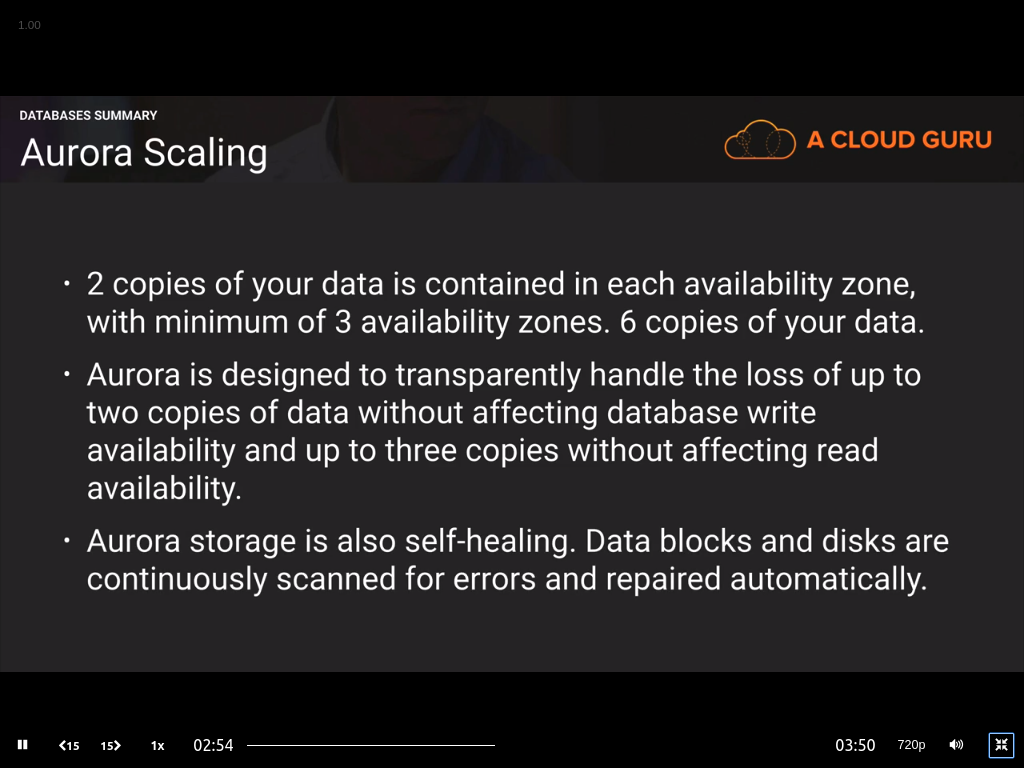 1.00
DATABASES SUMMARY
Aurora Scaling
A CLOUD GURU
• 2 copies of your data is contained in each availability zone,
with minimum of 3 availability zones. 6 copies of your data.
• Aurora is designed to transparently handle the loss of up to
two copies of data without affecting database write
availability and up to three copies without affecting read
availability.
• Aurora storage is also self-healing. Data blocks and disks are
continuously scanned for errors and repaired automatically.
15 15 1x 02:54 03:50 720p